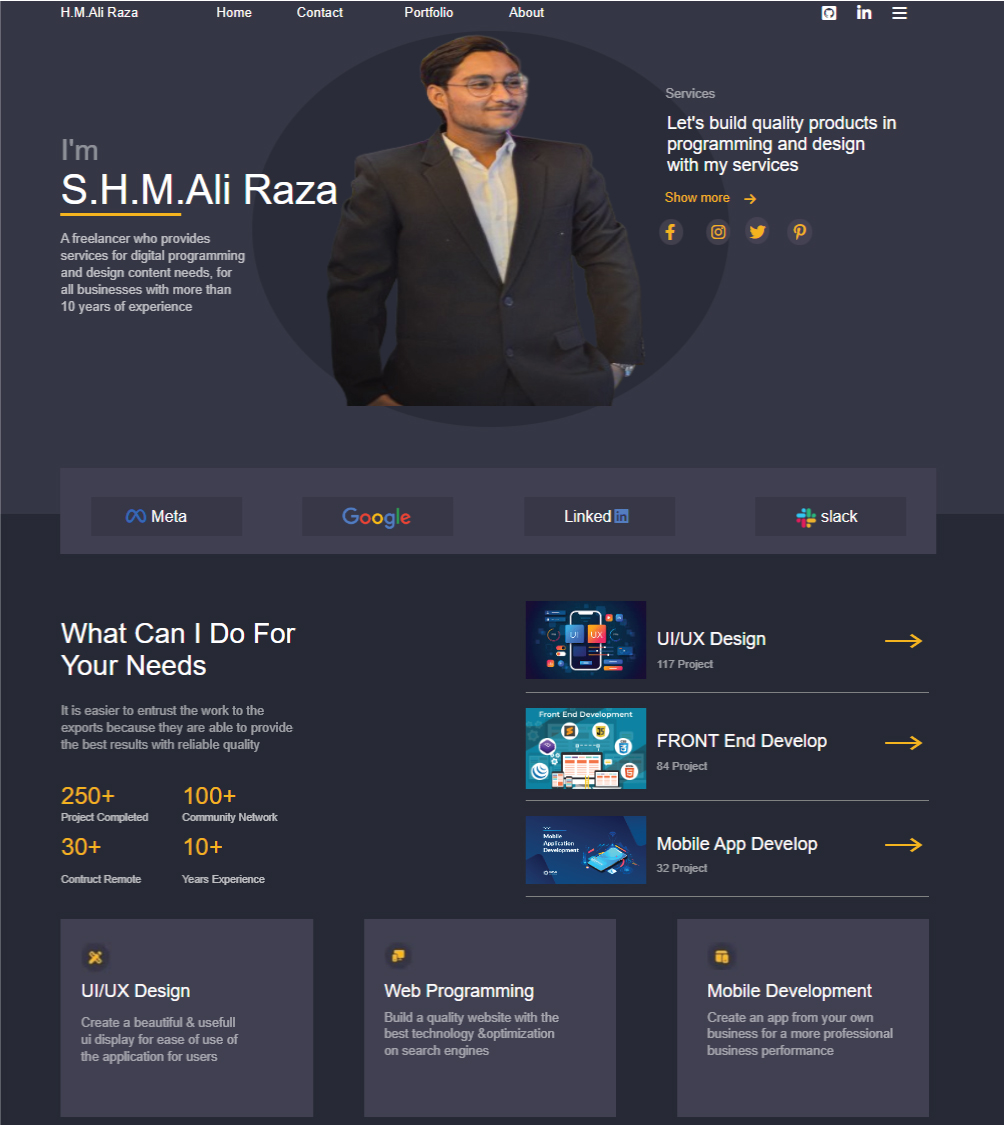 H.M.Ali Raza
Home
Contact
Portfolio
About
Services
Let's build quality products in
programming and design
with my services
Show more
I'm
S.H.M.Ali Raza
A freelancer who provides
services for digital programming
and design content needs, for
all businesses with more than
10 years of experience
Meta
Google
Linked in
slack
What Can I Do For
Your Needs
It is easier to entrust the work to the
exports because they are able to provide
the best results with reliable quality
250+
Project Completed
100+
Community Network
30+
Contruct Remote
10+
Years Experience
UI UX
UI/UX Design
117 Project
Front End Development
FRONT End Develop
84 Project
Mobile
Application
Development
Mobile App Develop
32 Project
UI/UX Design
Create a beautiful & usefull
ui display for ease of use of
the application for users
Web Programming
Build a quality website with the
best technology &optimization
on search engines
Mobile Development
Create an app from your own
business for a more professional
business performance